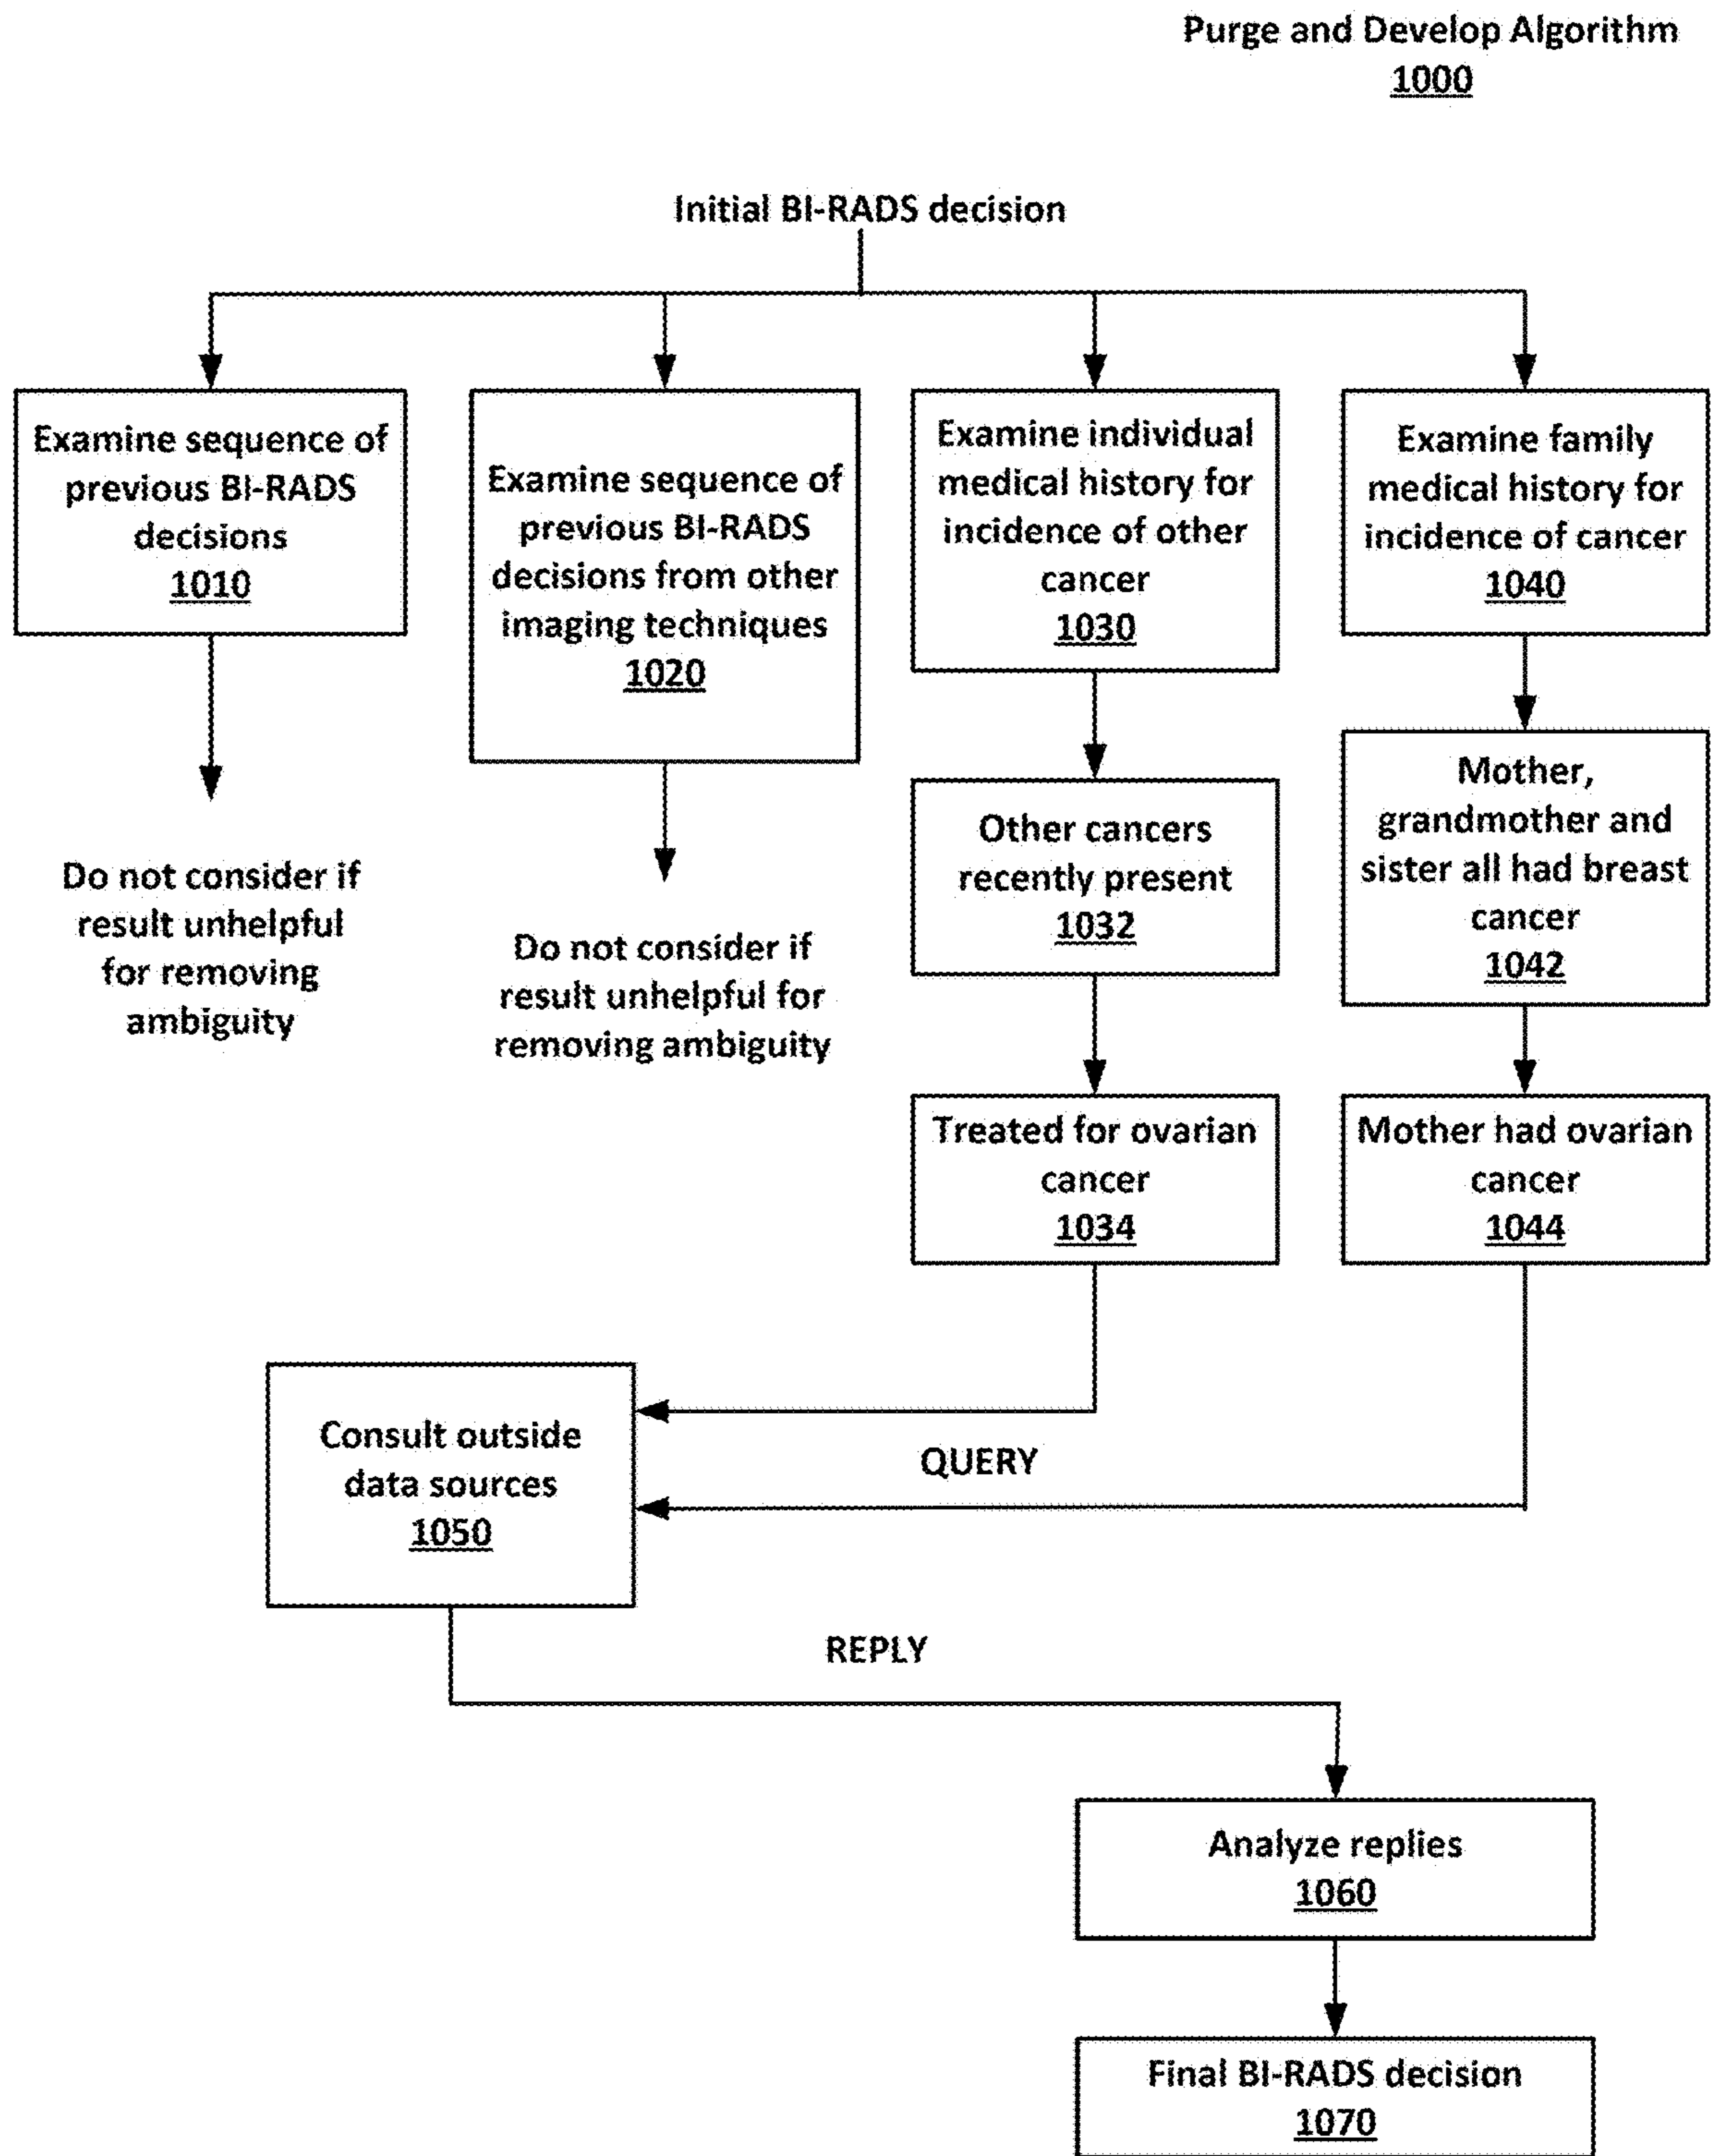 Purge and Develop Algorithm
1000
Initial BI-RADS decision
Examine sequence of
previous BI-RADS
decisions
1010
Do not consider if
result unhelpful
for removing
ambiguity
Examine sequence of
previous BI-RADS
decisions from other
imaging techniques
1020
Do not consider if
result unhelpful for
removing ambiguity
Examine individual
medical history for
incidence of other
cancer
1030
Other cancers
recently present
1032
Treated for ovarian
cancer
1034
Examine family
medical history for
incidence of cancer
1040
Mother,
grandmother and
sister all had breast
cancer
1042
Mother had ovarian
cancer
1044
Consult outside
data sources
1050
QUERY
REPLY
Analyze replies
1060
Final BI-RADS decision
1070